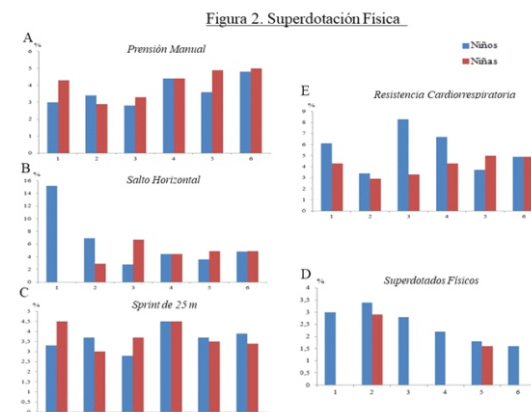 Figura 2. Superdotación Física
Niños
Niñas
A
%
Prensión Manual
6
5
4
3
2
1
0
1 2 3 4 5 6
B
%
Salto Horizontal
16
14
12
10
8
6
4
2
0
1 2 3 4 5 6
C
%
Sprint de 25 m
5
4,5
4
3,5
3
2,5
2
1,5
1
0,5
E
%
Resistencia Cardiorrespiratoria
9
8
7
6
5
4
3
2
1
0
1 2 3 4 5 6
D
%
Superdotados Físicos
4
3,5
3
2,5
2
1,5
1
0,5
0
1 2 3 4 5 6